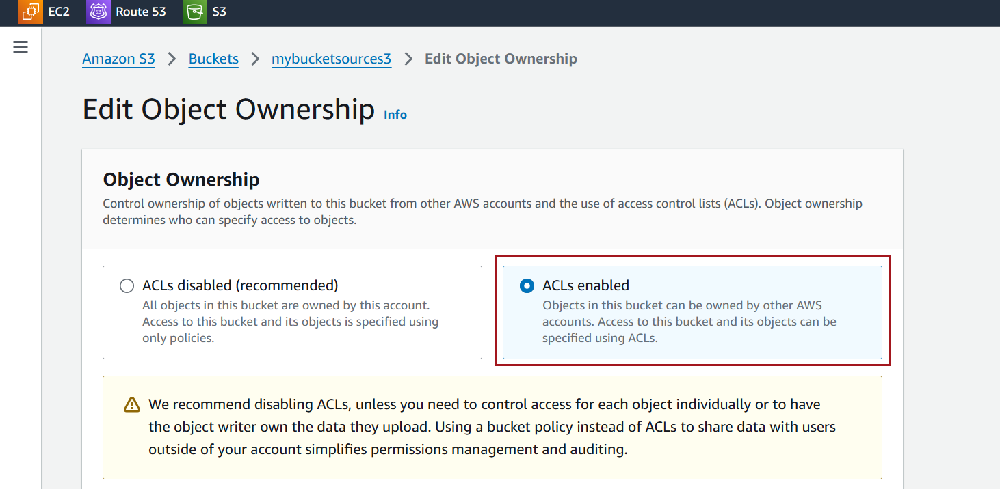 EC2 Route 53 S3
Amazon S3 > Buckets > mybucketsources3 > Edit Object Ownership
Edit Object Ownership Info
Object Ownership
Control ownership of objects written to this bucket from other AWS accounts and the use of access control lists (ACLs). Object ownership
determines who can specify access to objects.
ACLs disabled (recommended)
All objects in this bucket are owned by this account.
Access to this bucket and its objects is specified using
only policies.
ACLs enabled
Objects in this bucket can be owned by other AWS
accounts. Access to this bucket and its objects can be
specified using ACLs.
We recommend disabling ACLs, unless you need to control access for each object individually or to have
the object writer own the data they upload. Using a bucket policy instead of ACLs to share data with users
outside of your account simplifies permissions management and auditing.